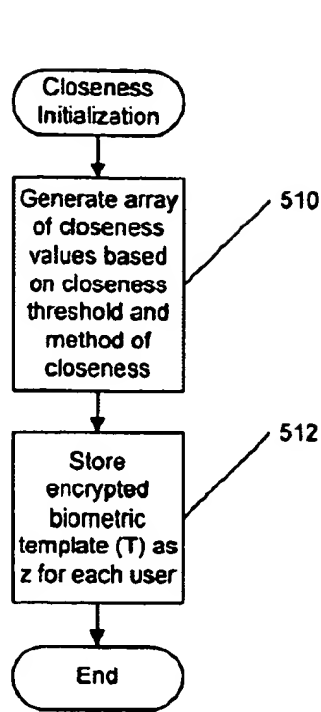 Closeness
Initialization
Generate array
of closeness
values based
on closeness
threshold and
method of
closeness
510
Store
encrypted
biometric
template (T) as
z for each user
512
End